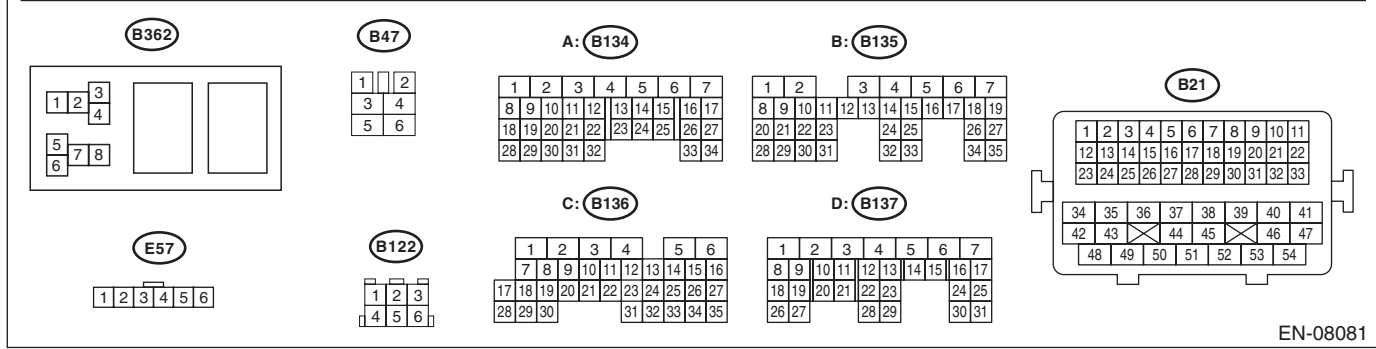 B362
1 2 3
4
5
6 7 8
B47
1 2
3 4
5 6
A: B134
1 2 3 4 5 6 7
8 9 10 11 12 13 14 15 16 17
18 19 20 21 22 23 24 25 26 27
28 29 30 31 32 33 34
B: B135
1 2 3 4 5 6 7
8 9 10 11 12 13 14 15 16 17 18 19
20 21 22 23 24 25 26 27
28 29 30 31 32 33 34 35
B21
1 2 3 4 5 6 7 8 9 10 11
12 13 14 15 16 17 18 19 20 21 22
23 24 25 26 27 28 29 30 31 32 33
34 35 36 37 38 39 40 41
42 43 44 45 46 47
48 49 50 51 52 53 54
E57
1 2 3 4 5 6
B122
1 2 3
4 5 6
C: B136
1 2 3 4 5 6
7 8 9 10 11 12 13 14 15 16
17 18 19 20 21 22 23 24 25 26 27
28 29 30 31 32 33 34 35
D: B137
1 2 3 4 5 6 7
8 9 10 11 12 13 14 15 16 17
18 19 20 21 22 23 24 25
26 27 28 29 30 31
EN-08081